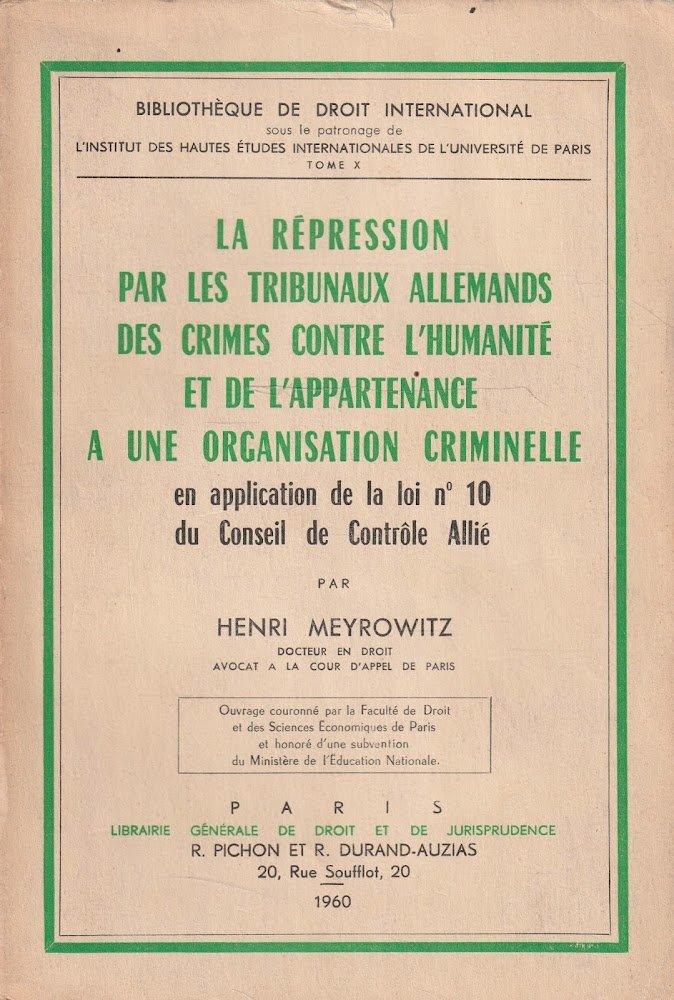 BIBLIOTHÈQUE DE DROIT INTERNATIONAL
sous le patronage de
L'INSTITUT DES HAUTES ÉTUDES INTERNATIONALES DE L'UNIVERSITÉ DE PARIS
TOME X
LA RÉPRESSION
PAR LES TRIBUNAUX ALLEMANDS
DES CRIMES CONTRE L'HUMANITÉ
ET DE L'APPARTENANCE
A UNE ORGANISATION CRIMINELLE
en application de la loi n° 10
du Conseil de Contrôle Allié
PAR
HENRI MEYROWITZ
DOCTEUR EN DROIT
AVOCAT A LA COUR D'APPEL DE PARIS
Ouvrage couronné par la Faculté de Droit
et des Sciences Économiques de Paris
et honoré d'une subvention
du Ministère de l'Éducation Nationale.
PARIS
LIBRAIRIE GÉNÉRALE DE DROIT ET DE JURISPRUDENCE
R. PICHON ET R. DURAND-AUZIAS
20, Rue Soufflot, 20
1960